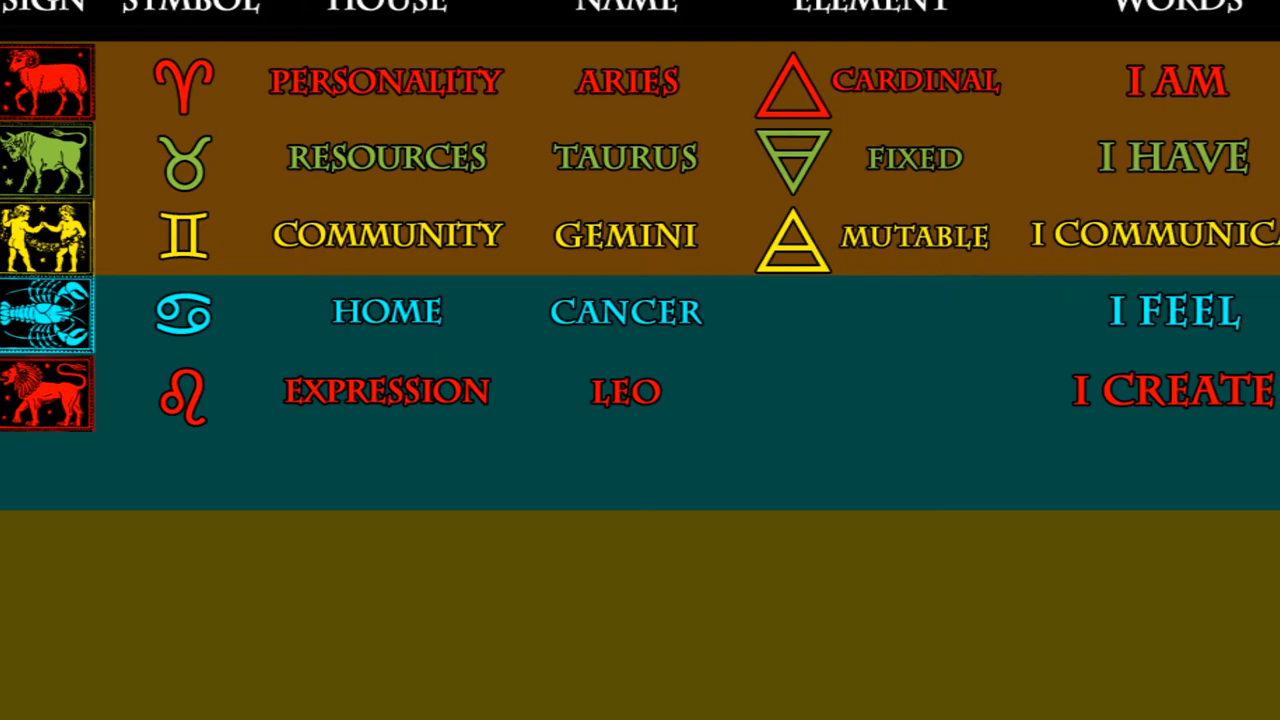 SIGN SYMBOL HOUSE NAME ELEMENT WORDS
♈ PERSONALITY ARIES CARDINAL I AM
♉ RESOURCES TAURUS FIXED I HAVE
♊ COMMUNITY GEMINI MUTABLE I COMMUNICA
♋ HOME CANCER I FEEL
♌ EXPRESSION LEO I CREATE